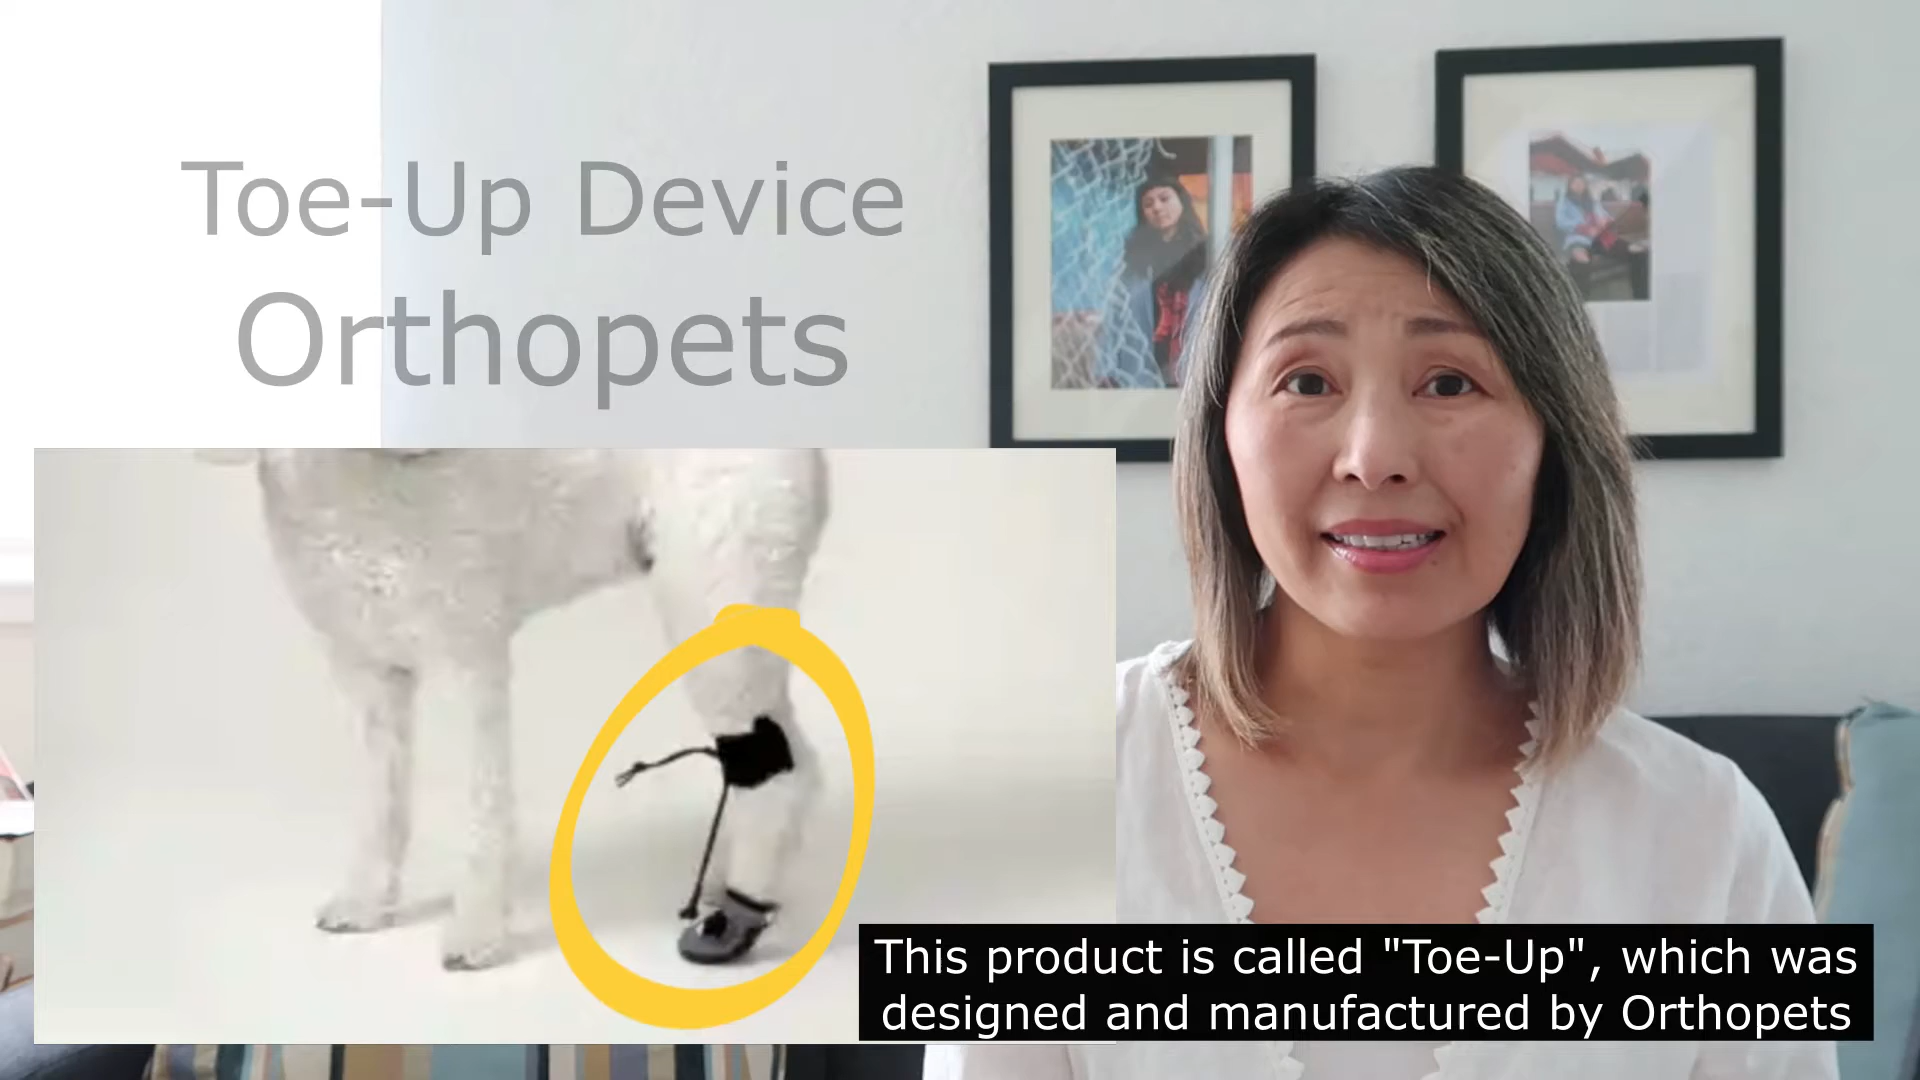 Toe-Up Device
Orthopets
This product is called "Toe-Up", which was
designed and manufactured by Orthopets